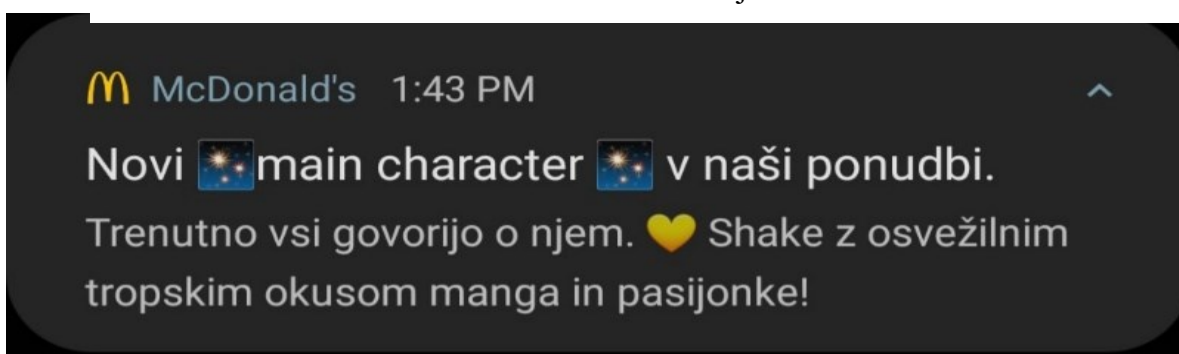 McDonald's 1:43 PM
Novi 🎇main character 🎇 v naši ponudbi.
Trenutno vsi govorijo o njem. 💛 Shake z osvežilnim
tropskim okusom manga in pasijonke!